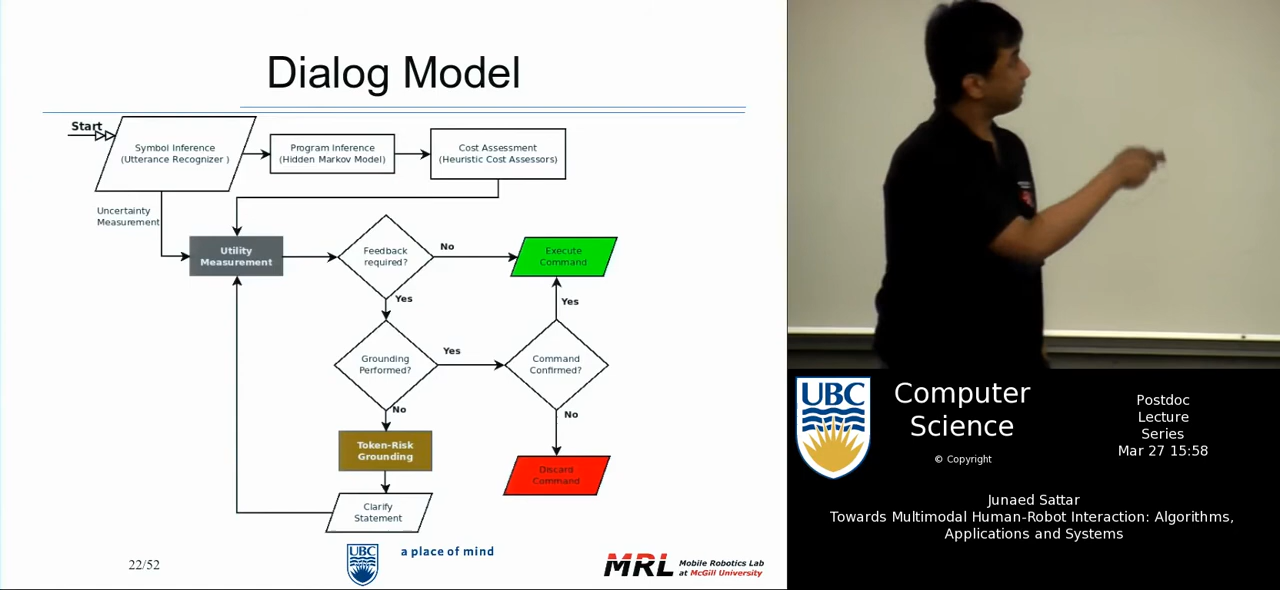 Dialog Model
Start
Symbol Inference
(Utterance Recognizer )
Program Inference
(Hidden Markov Model)
Cost Assessment
(Heuristic Cost Assessors)
Uncertainty
Measurement
Utility
Measurement
Feedback
required?
No
Execute
Command
Yes
Yes
Grounding
Performed?
Yes
Command
Confirmed?
No
No
Token-Risk
Grounding
Discard
Command
Clarify
Statement
22/52
UBC
a place of mind
MRL
Mobile Robotics Lab
at McGill University
UBC
Computer
Science
© Copyright
Postdoc
Lecture
Series
Mar 27 15:58
Junaed Sattar
Towards Multimodal Human-Robot Interaction: Algorithms,
Applications and Systems